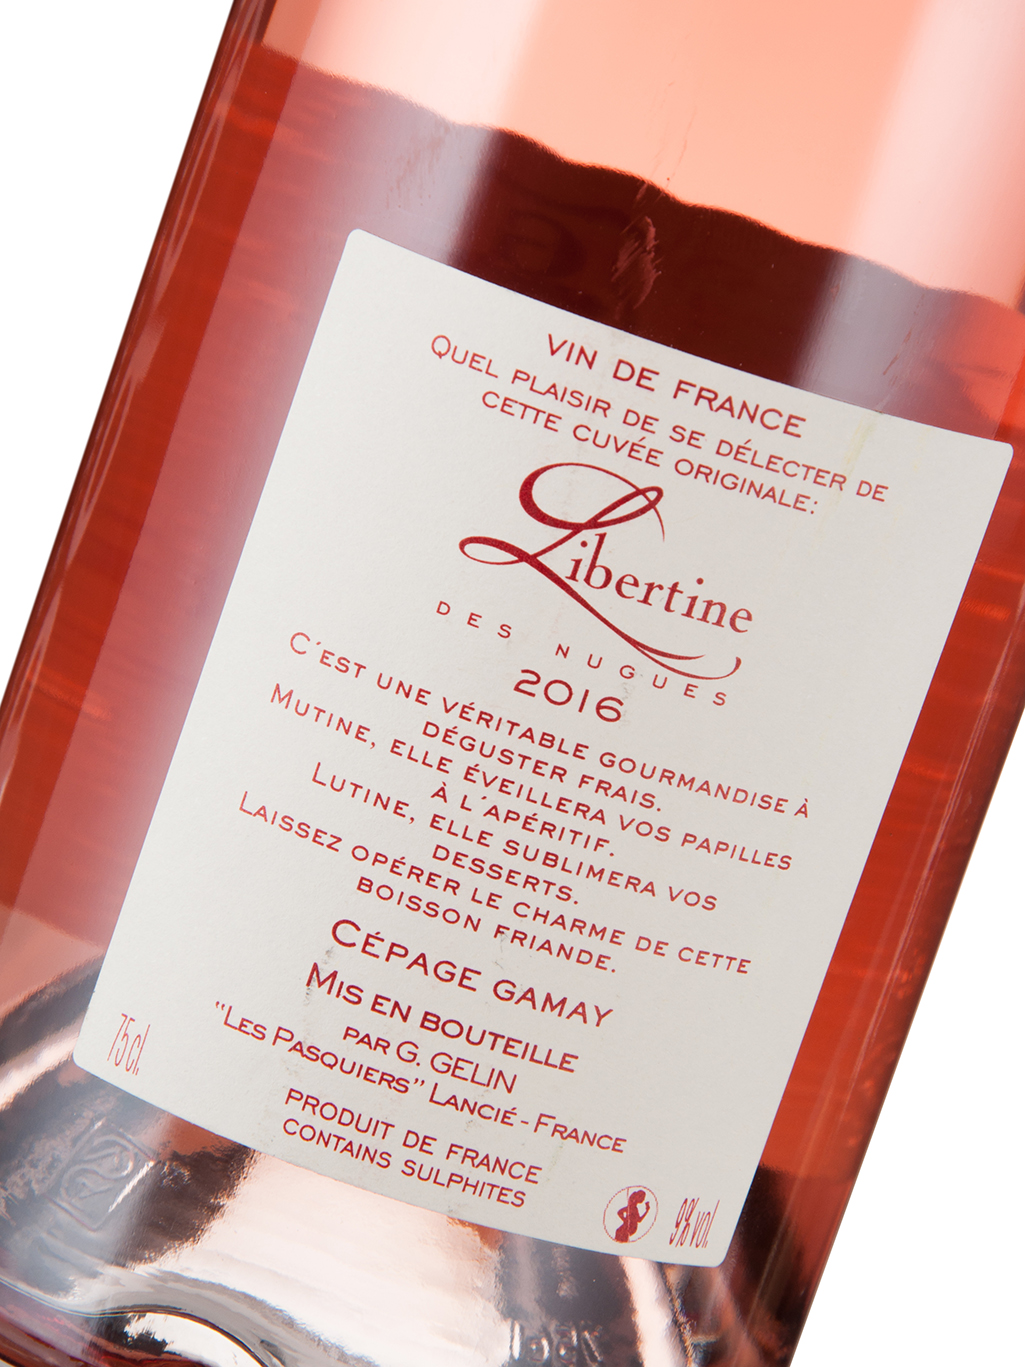 VIN DE FRANCE
QUEL PLAISIR DE SE DÉLECTER DE
CETTE CUVÉE ORIGINALE:
Libertine
DES NUGUES
2016
C´EST UNE VÉRITABLE GOURMANDISE À
DÉGUSTER FRAIS.
MUTINE, ELLE ÉVEILLERA VOS PAPILLES
À L´APÉRITIF.
LUTINE, ELLE SUBLIMERA VOS
DESSERTS.
LAISSEZ OPÉRER LE CHARME DE CETTE
BOISSON FRIANDE.
CÉPAGE GAMAY
MIS EN BOUTEILLE
PAR G. GELIN
"LES PASQUIERS" LANCIÉ - FRANCE
PRODUIT DE FRANCE
CONTAINS SULPHITES
75 cl.
9% vol.